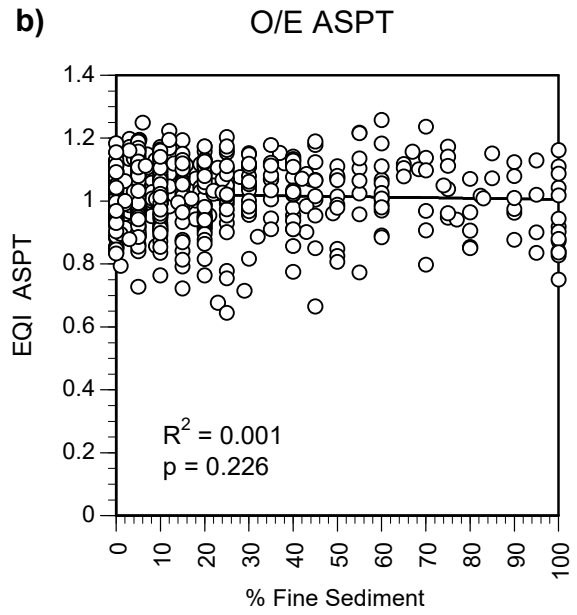 b)
O/E ASPT
1.4
1.2
1
0.8
0.6
0.4
0.2
0
EQI ASPT
R² = 0.001
p = 0.226
0 10 20 30 40 50 60 70 80 90 100
% Fine Sediment